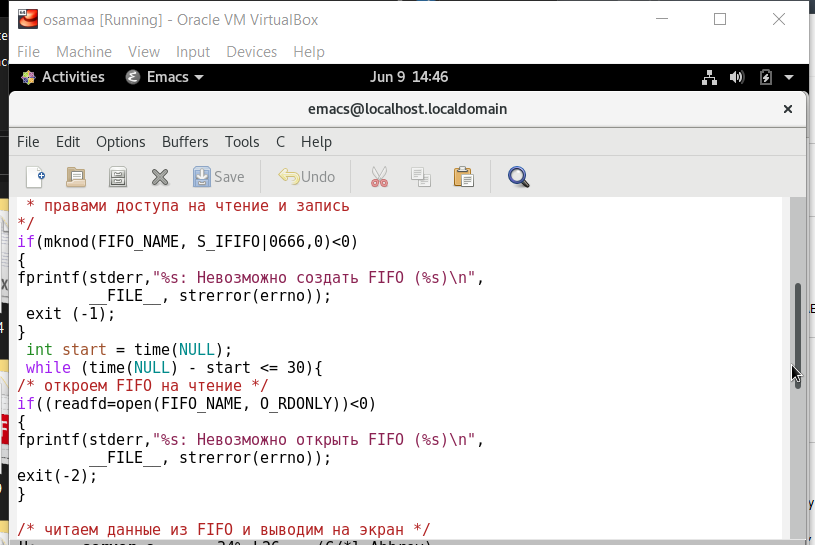 osamaa [Running] - Oracle VM VirtualBox
File Machine View Input Devices Help
Activities Emacs Jun 9 14:46
emacs@localhost.localdomain
File Edit Options Buffers Tools C Help
Save Undo
* правами доступа на чтение и запись
*/
if(mknod(FIFO_NAME, S_IFIFO|0666,0)<0)
{
fprintf(stderr,"%s: Невозможно создать FIFO (%s)\n",
__FILE__, strerror(errno));
exit (-1);
}
int start = time(NULL);
while (time(NULL) - start <= 30){
/* откроем FIFO на чтение */
if((readfd=open(FIFO_NAME, O_RDONLY))<0)
{
fprintf(stderr,"%s: Невозможно открыть FIFO (%s)\n",
__FILE__, strerror(errno));
exit(-2);
}
/* читаем данные из FIFO и выводим на экран */